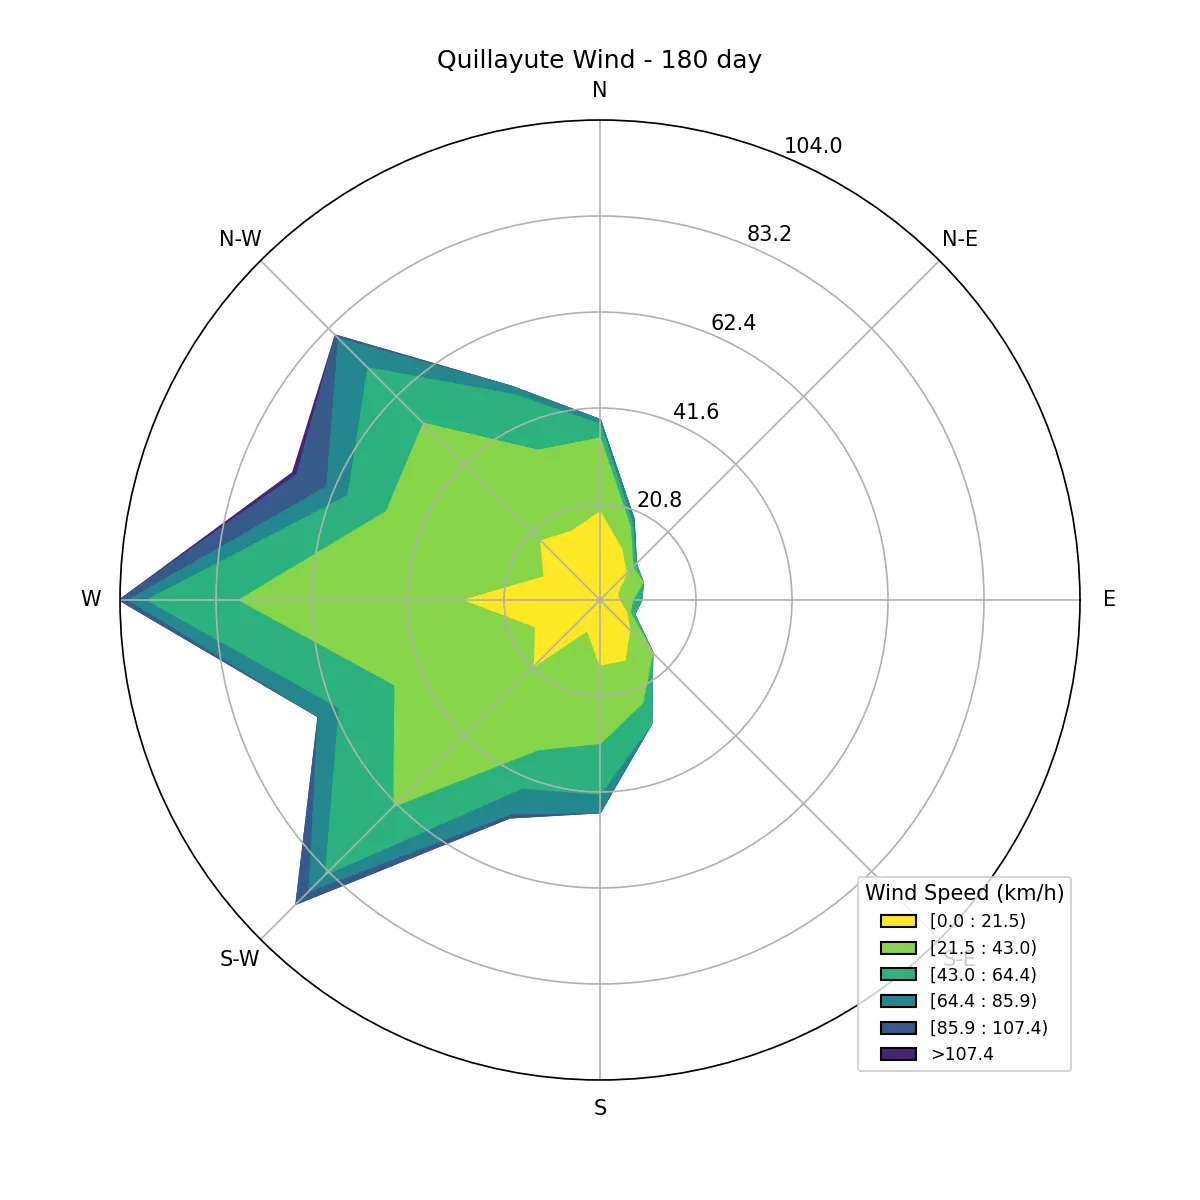 Quillayute Wind - 180 day
N
104.0
83.2
N-W
N-E
62.4
41.6
20.8
W
E
S-W
S-E
S
Wind Speed (km/h)
[0.0 : 21.5)
[21.5 : 43.0)
[43.0 : 64.4)
[64.4 : 85.9)
[85.9 : 107.4)
>107.4